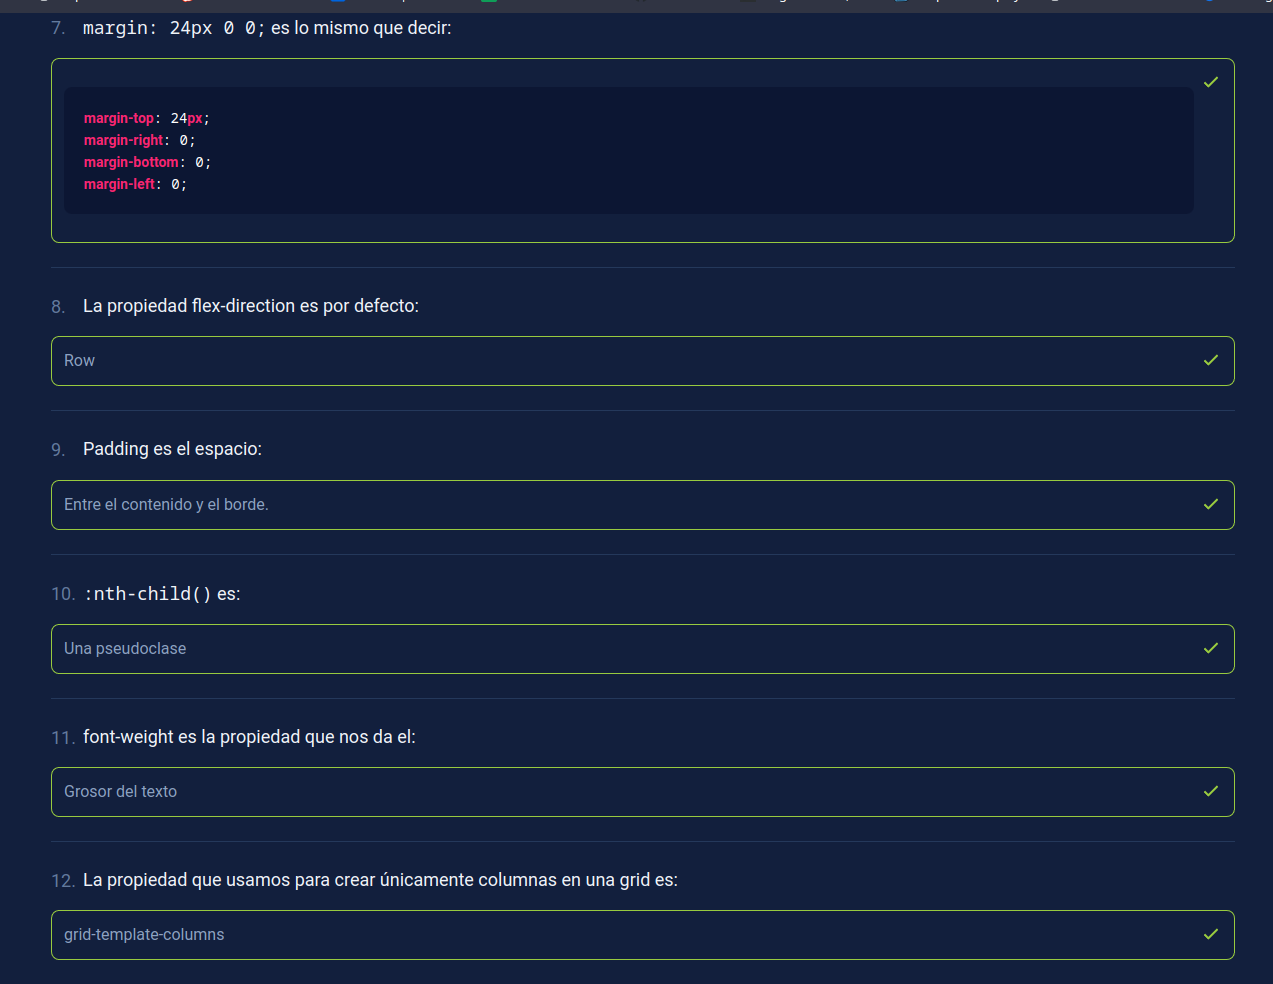 7. margin: 24px 0 0; es lo mismo que decir:
margin-top: 24px;
margin-right: 0;
margin-bottom: 0;
margin-left: 0;
8. La propiedad flex-direction es por defecto:
Row
9. Padding es el espacio:
Entre el contenido y el borde.
10. :nth-child() es:
Una pseudoclase
11. font-weight es la propiedad que nos da el:
Grosor del texto
12. La propiedad que usamos para crear únicamente columnas en una grid es:
grid-template-columns